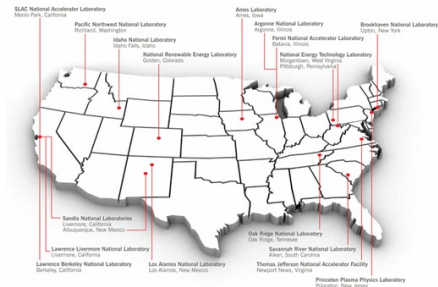 SLAC National Accelerator Laboratory
Menlo Park, California
Pacific Northwest National Laboratory
Richland, Washington
Idaho National Laboratory
Idaho Falls, Idaho
National Renewable Energy Laboratory
Golden, Colorado
Ames Laboratory
Ames, Iowa
Argonne National Laboratory
Argonne, Illinois
Fermi National Accelerator Laboratory
Batavia, Illinois
National Energy Technology Laboratory
Morgantown, West Virginia
Pittsburgh, Pennsylvania
Brookhaven National Laboratory
Upton, New York
Sandia National Laboratories
Livermore, California
Albuquerque, New Mexico
Lawrence Livermore National Laboratory
Livermore, California
Lawrence Berkeley National Laboratory
Berkeley, California
Los Alamos National Laboratory
Los Alamos, New Mexico
Oak Ridge National Laboratory
Oak Ridge, Tennessee
Savannah River National Laboratory
Aiken, South Carolina
Thomas Jefferson National Accelerator Facility
Newport News, Virginia
Princeton Plasma Physics Laboratory
Princeton, New Jersey